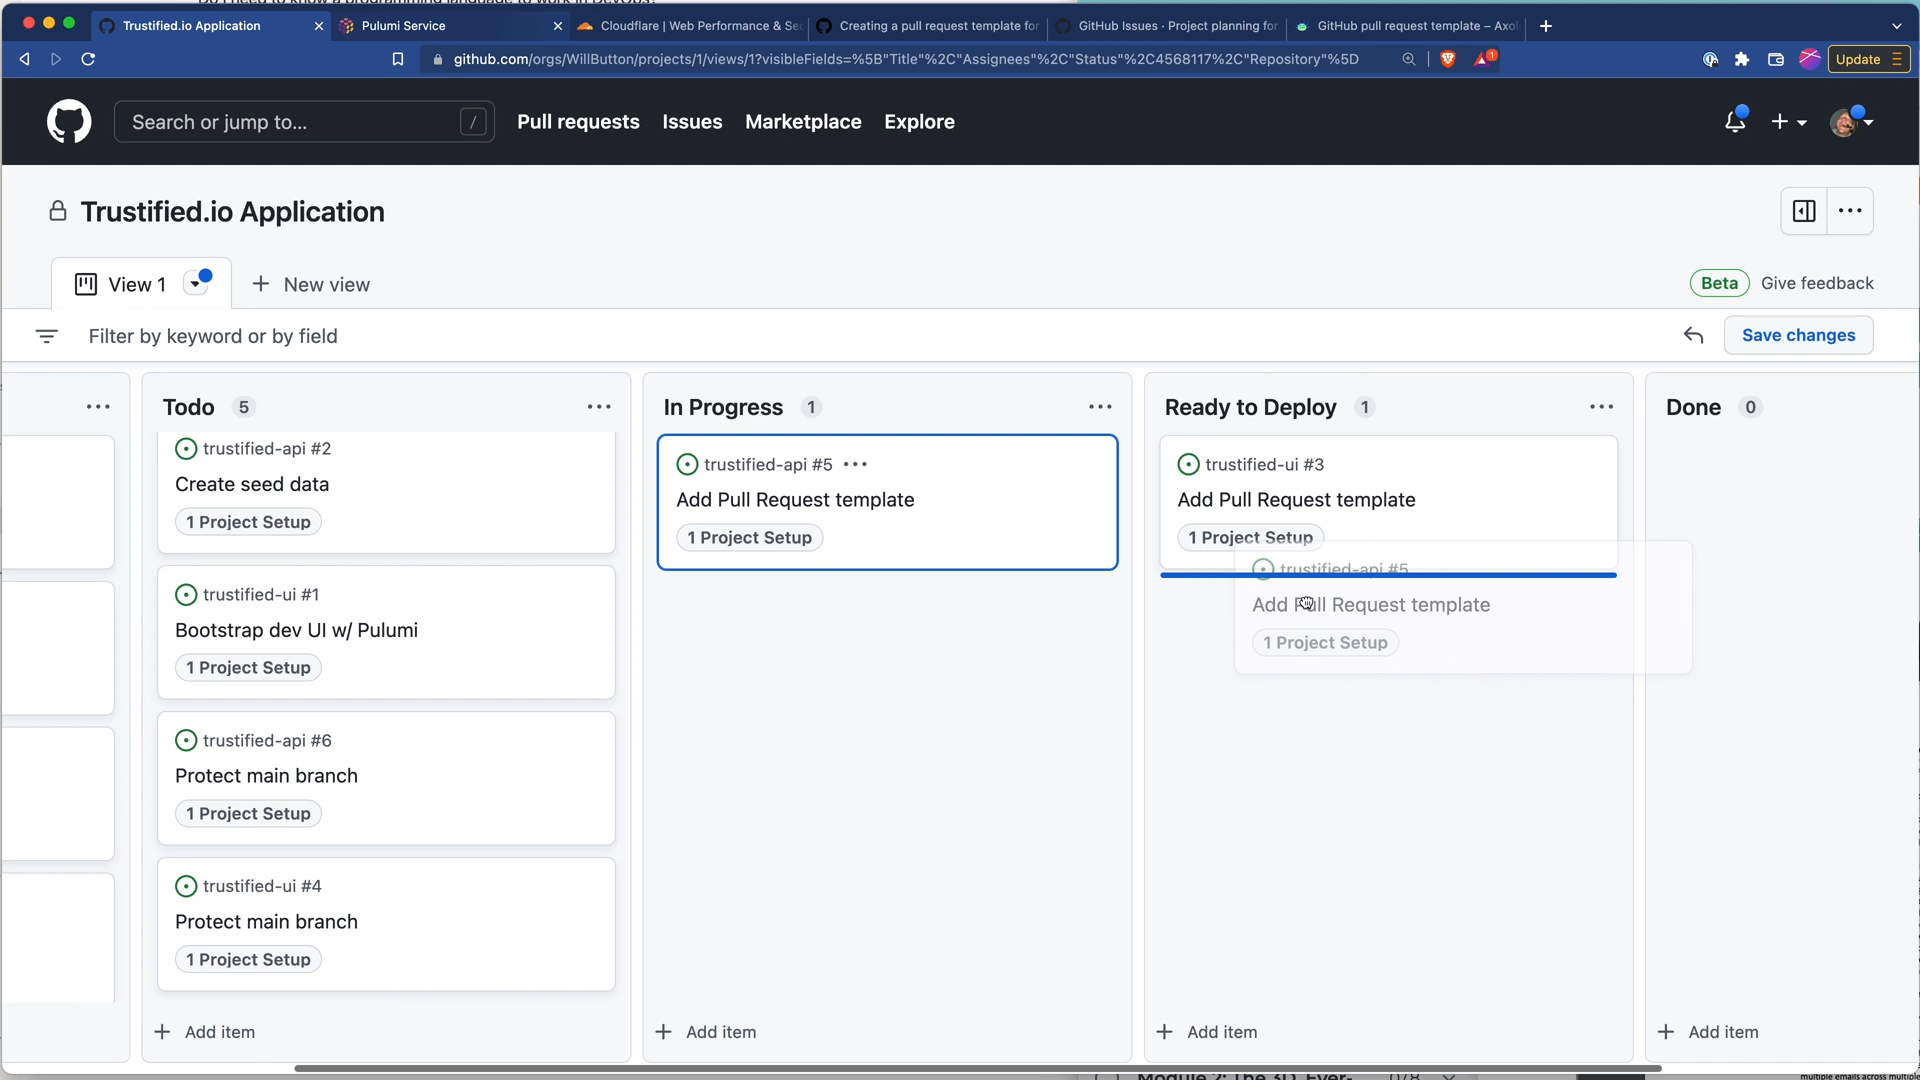 Trustified.io Application
Pulumi Service
Cloudflare | Web Performance & Sec
Creating a pull request template for
GitHub Issues · Project planning for
GitHub pull request template – Axol
github.com/orgs/WillButton/projects/1/views/1?visibleFields=%5B"Title"%2C"Assignees"%2C"Status"%2C4568117%2C"Repository"%5D
1
Update
Search or jump to...
/
Pull requests
Issues
Marketplace
Explore
Trustified.io Application
View 1
New view
Beta
Give feedback
Filter by keyword or by field
Save changes
Todo 5
trustified-api #2
Create seed data
1 Project Setup
trustified-ui #1
Bootstrap dev UI w/ Pulumi
1 Project Setup
trustified-api #6
Protect main branch
1 Project Setup
trustified-ui #4
Protect main branch
1 Project Setup
Add item
In Progress 1
trustified-api #5
Add Pull Request template
1 Project Setup
Add item
Ready to Deploy 1
trustified-ui #3
Add Pull Request template
1 Project Setup
trustified-api #5
Add Pull Request template
1 Project Setup
Add item
Done 0
Add item
multiple emails across multiple